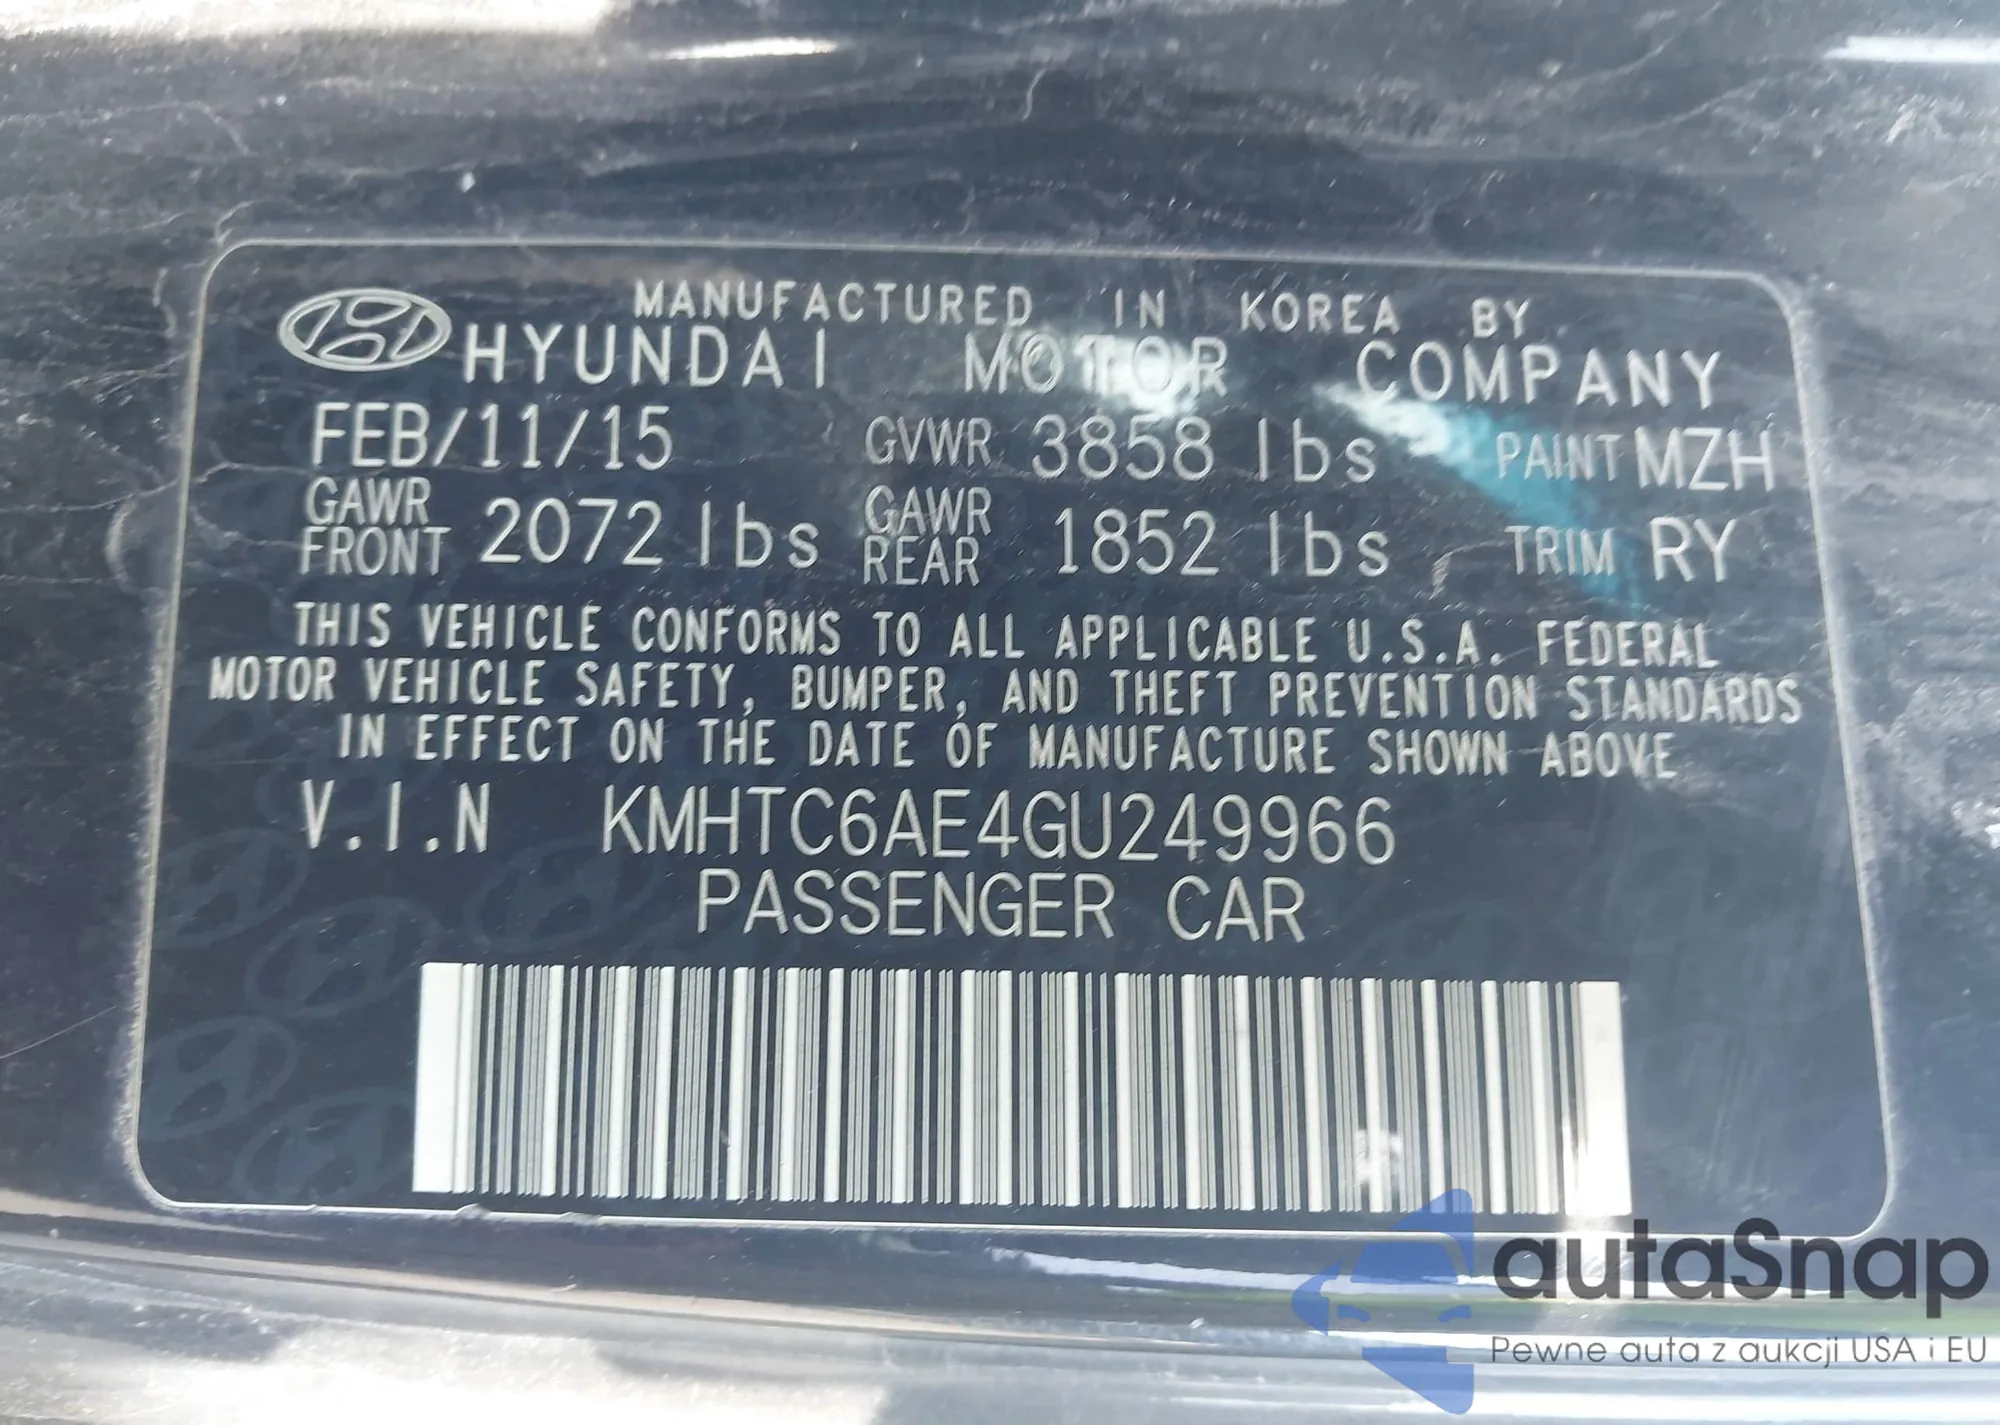 MANUFACTURED IN KOREA BY
HYUNDAI MOTOR COMPANY
FEB/11/15 GVWR 3858 lbs PAINT MZH
GAWR FRONT 2072 lbs GAWR REAR 1852 lbs TRIM RY
THIS VEHICLE CONFORMS TO ALL APPLICABLE U.S.A. FEDERAL
MOTOR VEHICLE SAFETY, BUMPER, AND THEFT PREVENTION STANDARDS
IN EFFECT ON THE DATE OF MANUFACTURE SHOWN ABOVE
V.I.N KMHTC6AE4GU249966
PASSENGER CAR
autaSnap
Pewne auta z aukcji USA i EU